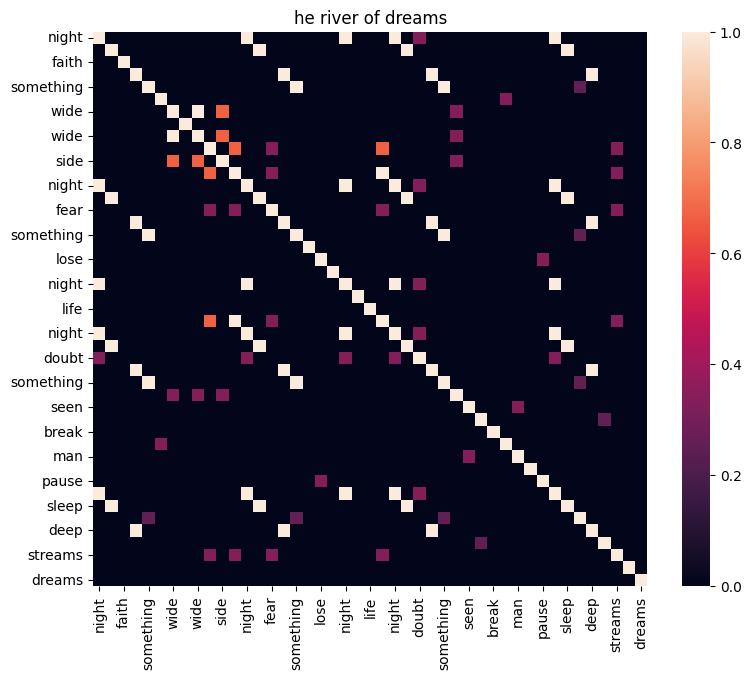 he river of dreams
night
faith
something
wide
wide
side
night
fear
something
lose
night
life
night
doubt
something
seen
break
man
pause
sleep
deep
streams
dreams
1.0
0.8
0.6
0.4
0.2
0.0
night
faith
something
wide
wide
side
night
fear
something
lose
night
life
night
doubt
something
seen
break
man
pause
sleep
deep
streams
dreams